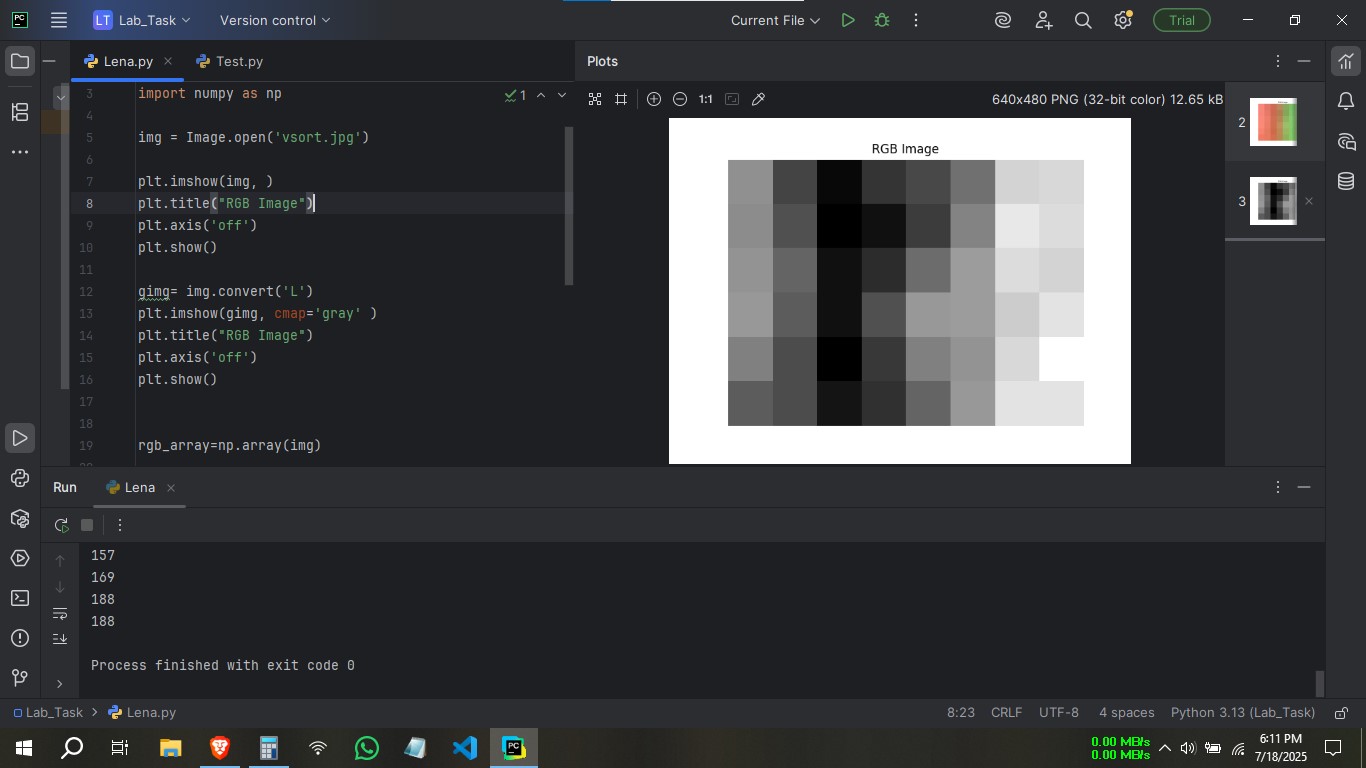 PC
LT Lab_Task
Version control
Current File
Trial
Lena.py
Test.py
Plots
1
3 import numpy as np
4
5 img = Image.open('vsort.jpg')
6
7 plt.imshow(img, )
8 plt.title("RGB Image")
9 plt.axis('off')
10 plt.show()
11
12 gimg= img.convert('L')
13 plt.imshow(gimg, cmap='gray' )
14 plt.title("RGB Image")
15 plt.axis('off')
16 plt.show()
17
18
19 rgb_array=np.array(img)
1:1
640x480 PNG (32-bit color) 12.65 kB
RGB Image
2
3
Run
Lena
157
169
188
188
Process finished with exit code 0
Lab_Task > Lena.py
8:23 CRLF UTF-8 4 spaces Python 3.13 (Lab_Task)
PC
0.00 MB/s
0.00 MB/s
6:11 PM
7/18/2025